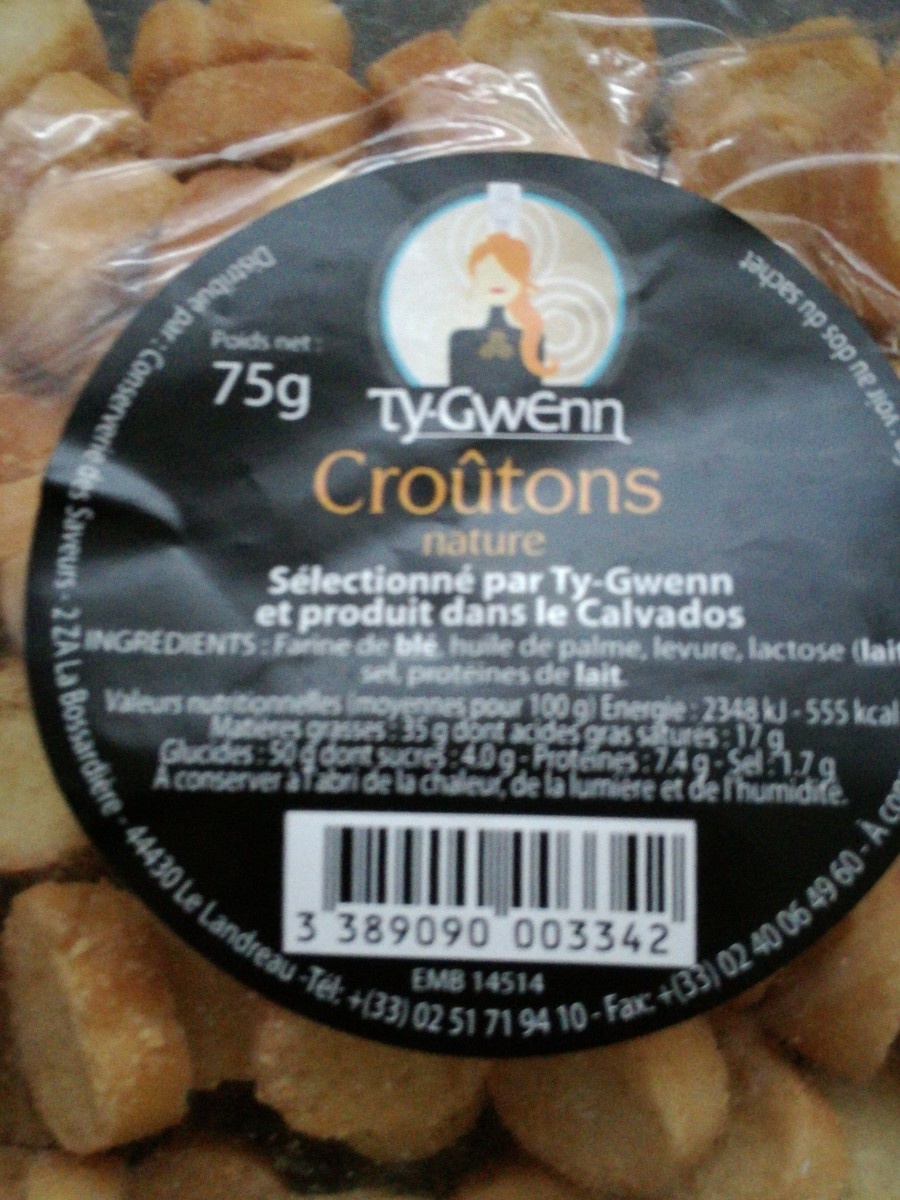 Poids net :
75g
Ty-Gwenn
Croûtons
nature
Sélectionné par Ty-Gwenn
et produit dans le Calvados
INGRÉDIENTS : Farine de blé, huile de palme, levure, lactose (lait
sel, protéines de lait.
Valeurs nutritionnelles (moyennes pour 100 g) Energie : 2348 kJ - 555 kcal
Matières grasses : 35 g dont acides gras saturés : 17 g
Glucides : 50 g dont sucres : 4.0 g - Protéines : 7.4 g - Sel : 1.7 g
À conserver à l'abri de la chaleur, de la lumière et de l'humidité.
3 389090 003342
EMB 14514
Distribué par : Conserverie des Saveurs - 2 ZA La Bossardière - 44430 Le Landreau - Tél: +(33) 02 51 71 94 10 - Fax: +(33) 02 40 06 49 60 - À
voir au dos du sachet